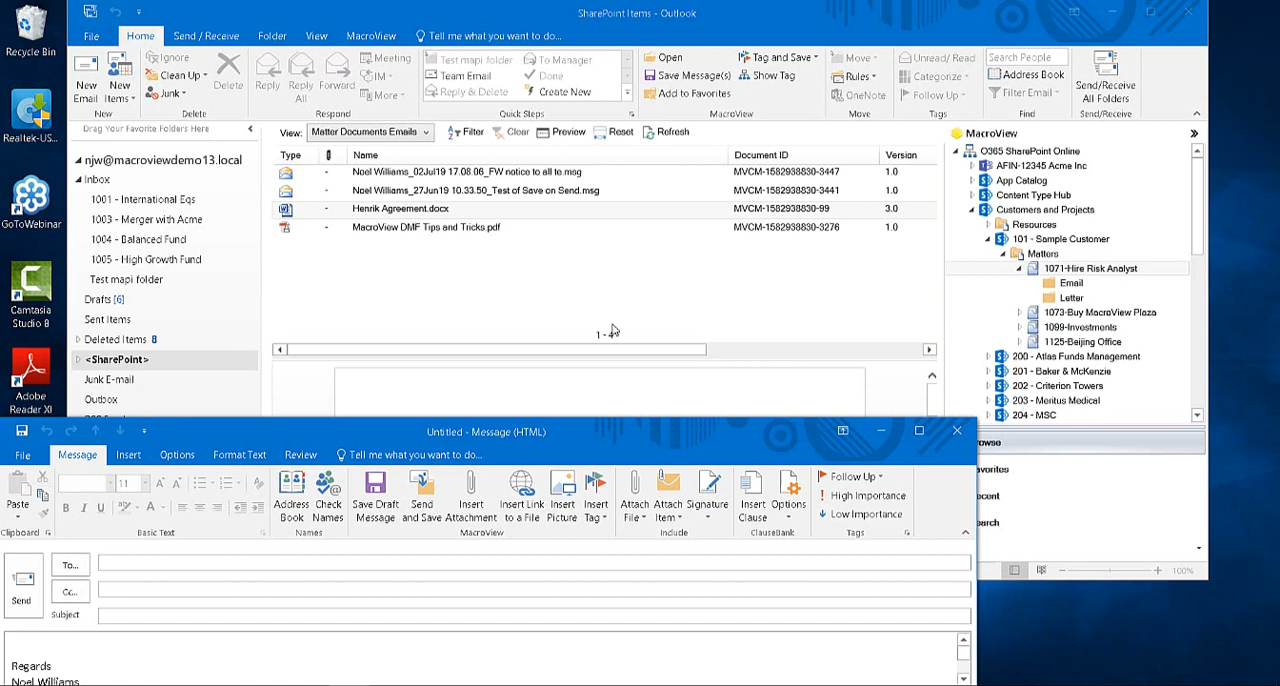 Recycle Bin
Realtek-US...
GoToWebinar
Camtasia
Studio 8
Adobe
Reader XI
SharePoint Items - Outlook
File Home Send / Receive Folder View MacroView Tell me what you want to do...
New Email
New Items
Ignore
Clean Up
Junk
Delete
Reply
Reply All
Forward
Meeting
IM
More
Test mapi folder
Team Email
Reply & Delete
To Manager
Done
Create New
Open
Save Message(s)
Add to Favorites
Tag and Save
Show Tag
Move
Rules
OneNote
Unread/ Read
Categorize
Follow Up
Search People
Address Book
Filter Email
Send/Receive
All Folders
New Delete Respond Quick Steps MacroView Move Tags Find Send/Receive
Drag Your Favorite Folders Here
njw@macroviewdemo13.local
Inbox
1001 - International Eqs
1003 - Merger with Acme
1004 - Balanced Fund
1005 - High Growth Fund
Test mapi folder
Drafts [6]
Sent Items
Deleted Items 8
<SharePoint>
Junk E-mail
Outbox
View: Matter Documents Emails Filter Clear Preview Reset Refresh
Type Name Document ID Version
- Noel Williams_02Jul19 17.08.06_FW notice to all te.msg MVCM-1582938830-3447 1.0
- Noel Williams_27Jun19 10.33.50_Test of Save on Send.msg MVCM-1582938830-3441 1.0
- Henrik Agreement.docx MVCM-1582938830-99 3.0
- MacroView DMF Tips and Tricks.pdf MVCM-1582938830-3276 1.0
1 - 4
MacroView
O365 SharePoint Online
AFIN-12345 Acme Inc
App Catalog
Content Type Hub
Customers and Projects
Resources
101 - Sample Customer
Matters
1071-Hire Risk Analyst
Email
Letter
1073-Buy MacroView Plaza
1099-Investments
1125-Beijing Office
200 - Atlas Funds Management
201 - Baker & McKenzie
202 - Criterion Towers
203 - Meritus Medical
204 - MSC
rowse
avorites
ecent
earch
100%
Untitled - Message (HTML)
File Message Insert Options Format Text Review Tell me what you want to do...
Paste
11
B I U
Address Book
Check Names
Save Draft Message
Send and Save
Insert Attachment
Insert Link to a File
Insert Picture
Insert Tag
Attach File
Attach Item
Signature
Insert Clause
Options
Follow Up
High Importance
Low Importance
Clipboard Basic Text Names MacroView Include ClauseBank Tags
Send
To...
Cc...
Subject
Regards
Noel Williams